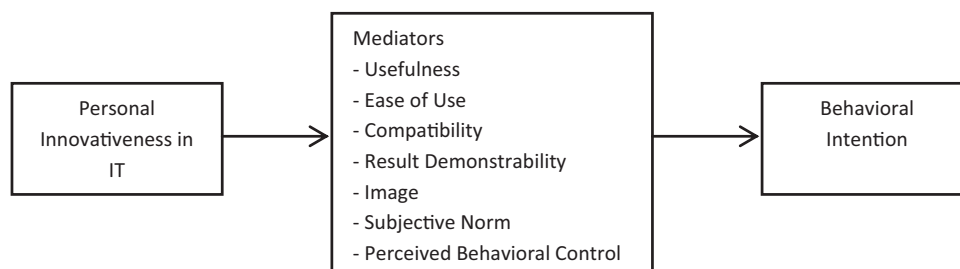 Personal
Innovativeness in
IT
Mediators
- Usefulness
- Ease of Use
- Compatibility
- Result Demonstrability
- Image
- Subjective Norm
- Perceived Behavioral Control
Behavioral
Intention